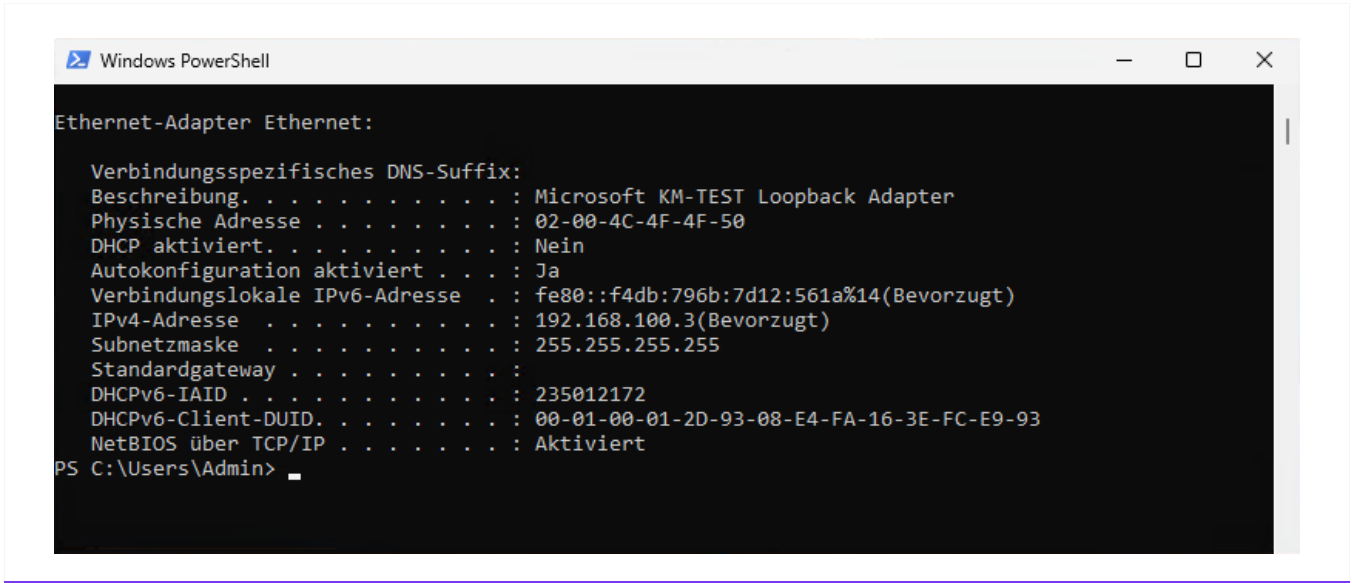 Windows PowerShell
Ethernet-Adapter Ethernet:
Verbindungsspezifisches DNS-Suffix:
Beschreibung. . . . . . . . . . . : Microsoft KM-TEST Loopback Adapter
Physische Adresse . . . . . . . . : 02-00-4C-4F-4F-50
DHCP aktiviert. . . . . . . . . . : Nein
Autokonfiguration aktiviert . . . : Ja
Verbindungslokale IPv6-Adresse  . : fe80::f4db:796b:7d12:561a%14(Bevorzugt)
IPv4-Adresse  . . . . . . . . . . : 192.168.100.3(Bevorzugt)
Subnetzmaske  . . . . . . . . . . : 255.255.255.255
Standardgateway . . . . . . . . . :
DHCPv6-IAID . . . . . . . . . . . : 235012172
DHCPv6-Client-DUID. . . . . . . . : 00-01-00-01-2D-93-08-E4-FA-16-3E-FC-E9-93
NetBIOS über TCP/IP . . . . . . . : Aktiviert
PS C:\Users\Admin>